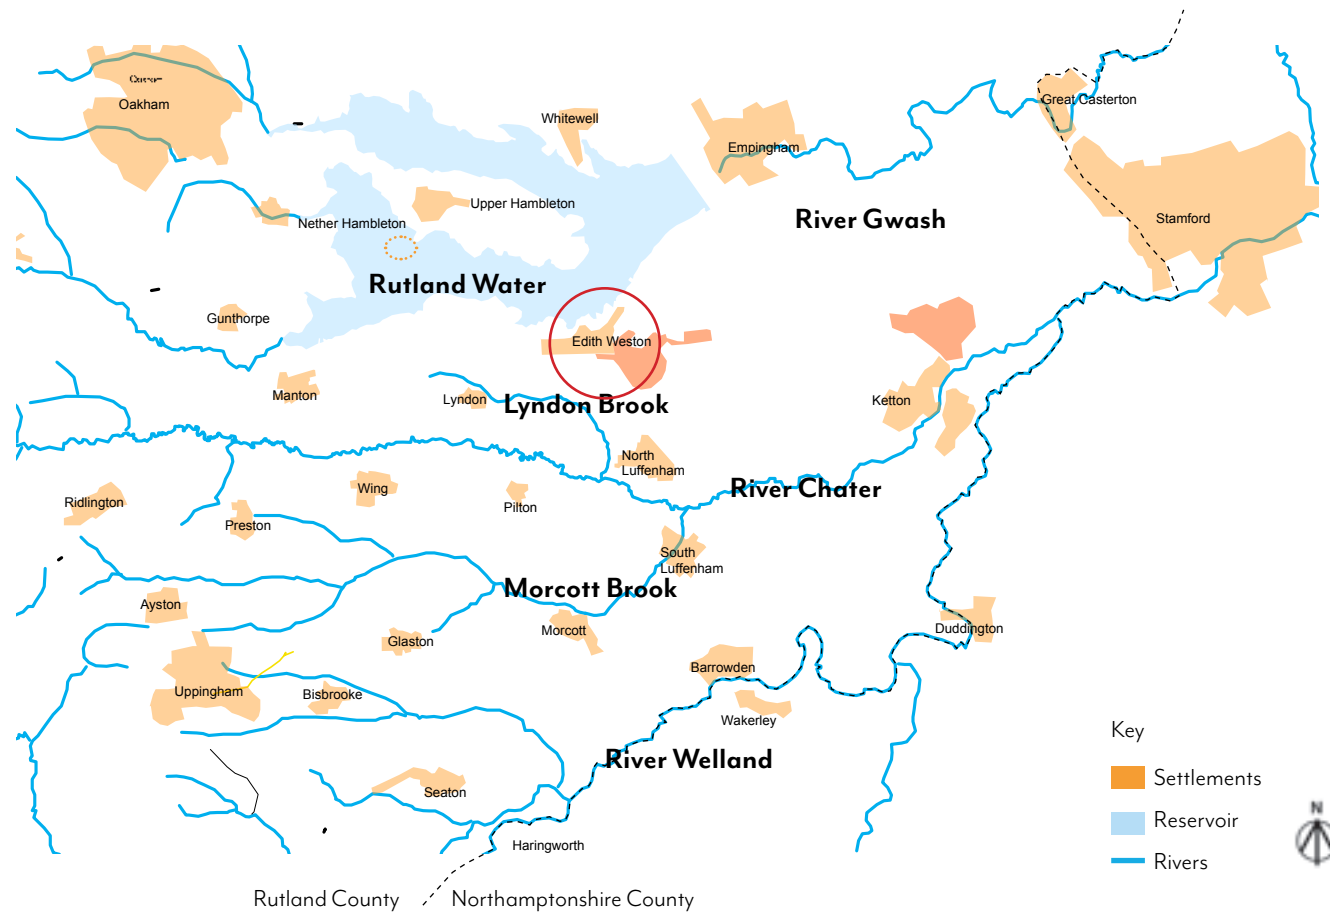 Oakham
Whitewell
Great Casterton
Empingham
Upper Hambleton
Nether Hambleton
River Gwash
Stamford
Rutland Water
Gunthorpe
Edith Weston
Manton
Lyndon
Lyndon Brook
Ketton
North
Luffenham
River Chater
Wing
Pilton
Ridlington
Preston
South
Luffenham
Morcott Brook
Ayston
Glaston
Morcott
Duddington
Barrowden
Uppingham
Bisbrooke
Wakerley
River Welland
Seaton
Haringworth
Key
Settlements
Reservoir
Rivers
N
Rutland County
Northamptonshire County